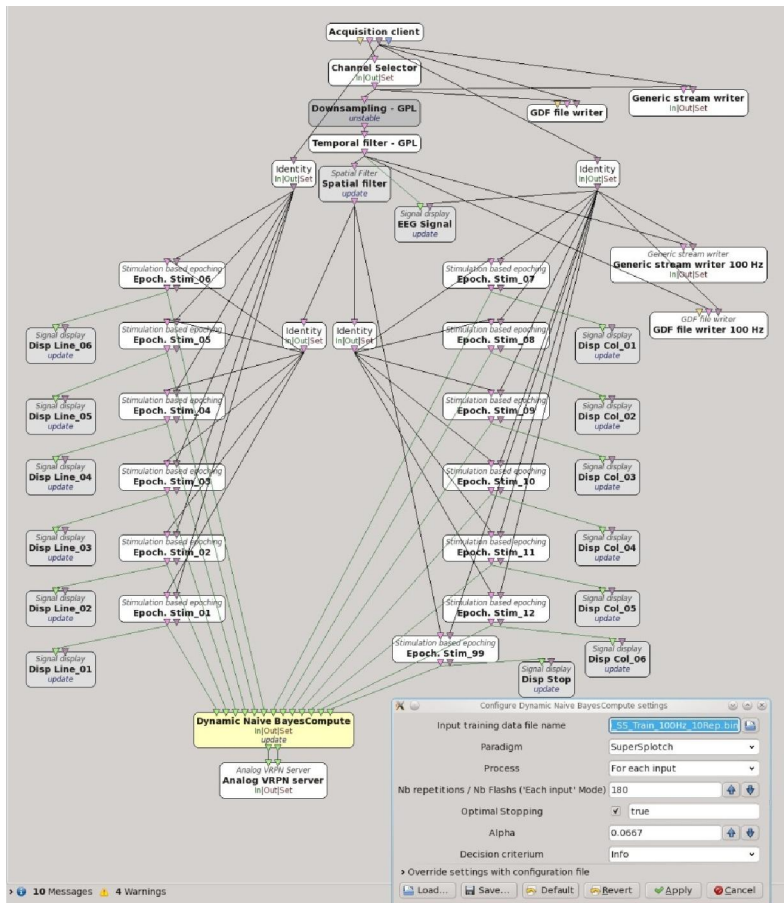 Acquisition client
Channel Selector
In|Out|Set
Downsampling - GPL
unstable
GDF file writer
Generic stream writer
In|Out|Set
Temporal filter - GPL
Identity
In|Out|Set
Spatial Filter
Spatial filter
update
Identity
In|Out|Set
Signal display
EEG Signal
update
Generic stream writer
Generic stream writer 100 Hz
In|Out|Set
GDF file writer
GDF file writer 100 Hz
Stimulation based epoching
Epoch. Stim_06
Stimulation based epoching
Epoch. Stim_07
Signal display
Disp Line_06
update
Stimulation based epoching
Epoch. Stim_05
Identity
In|Out|Set
Identity
In|Out|Set
Stimulation based epoching
Epoch. Stim_08
Signal display
Disp Col_01
update
Signal display
Disp Line_05
update
Stimulation based epoching
Epoch. Stim_04
Stimulation based epoching
Epoch. Stim_09
Signal display
Disp Col_02
update
Signal display
Disp Line_04
update
Stimulation based epoching
Epoch. Stim_03
Stimulation based epoching
Epoch. Stim_10
Signal display
Disp Col_03
update
Signal display
Disp Line_03
update
Stimulation based epoching
Epoch. Stim_02
Stimulation based epoching
Epoch. Stim_11
Signal display
Disp Col_04
update
Signal display
Disp Line_02
update
Stimulation based epoching
Epoch. Stim_01
Stimulation based epoching
Epoch. Stim_12
Signal display
Disp Col_05
update
Signal display
Disp Line_01
update
Stimulation based epoching
Epoch. Stim_99
Signal display
Disp Col_06
update
Signal display
Disp Stop
update
Dynamic Naive BayesCompute
In|Out|Set
update
Analog VRPN Server
Analog VRPN server
In|Out|Set
Configure Dynamic Naive BayesCompute settings
Input training data file name _SS_Train_100Hz_10Rep.bin
Paradigm SuperSplotch
Process For each input
Nb repetitions / Nb Flashs ('Each input' Mode) 180
Optimal Stopping true
Alpha 0.0667
Decision criterium Info
Override settings with configuration file
Load... Save... Default Revert Apply Cancel
10 Messages 4 Warnings